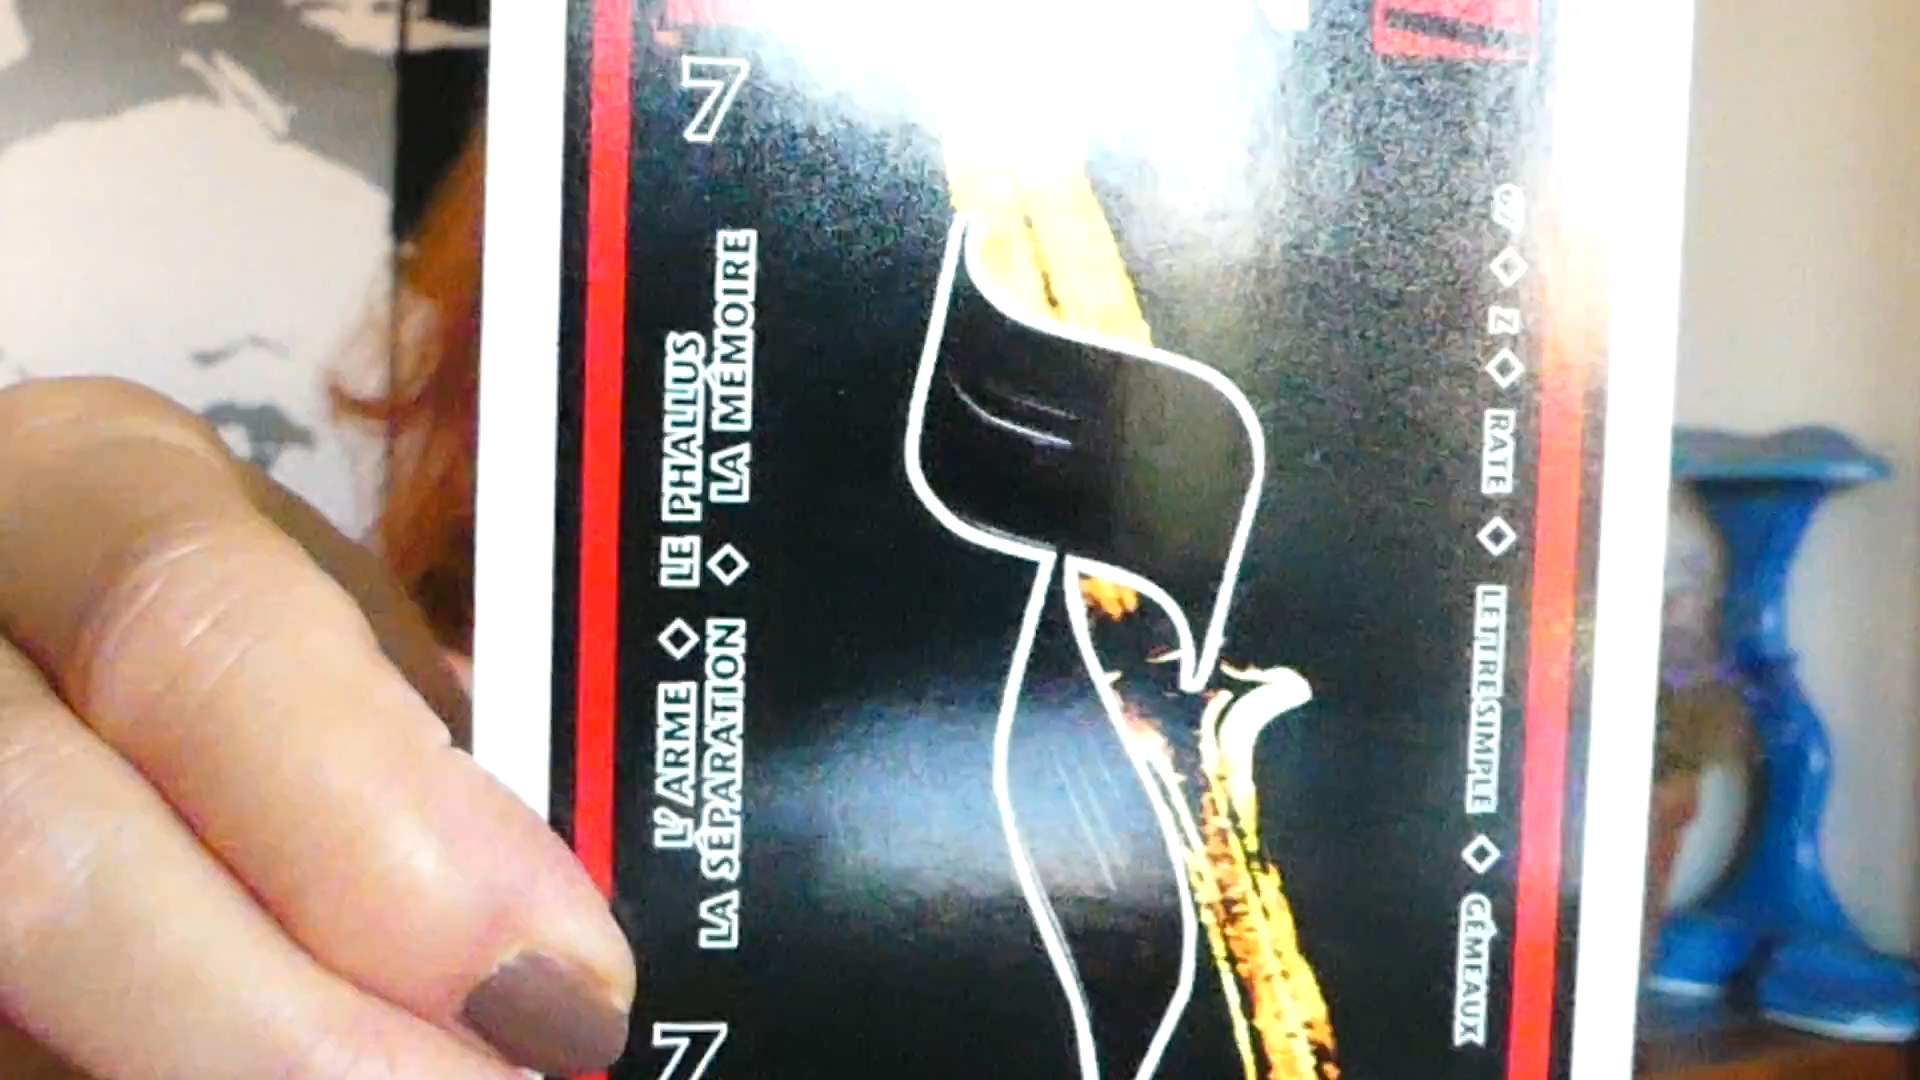 7
L'ARME ◇ LE PHALLUS
LA SÉPARATION ◇ LA MÉMOIRE
7
G/ ◇ Z ◇ RATE ◇ LETTRE SIMPLE ◇ GÉMEAUX